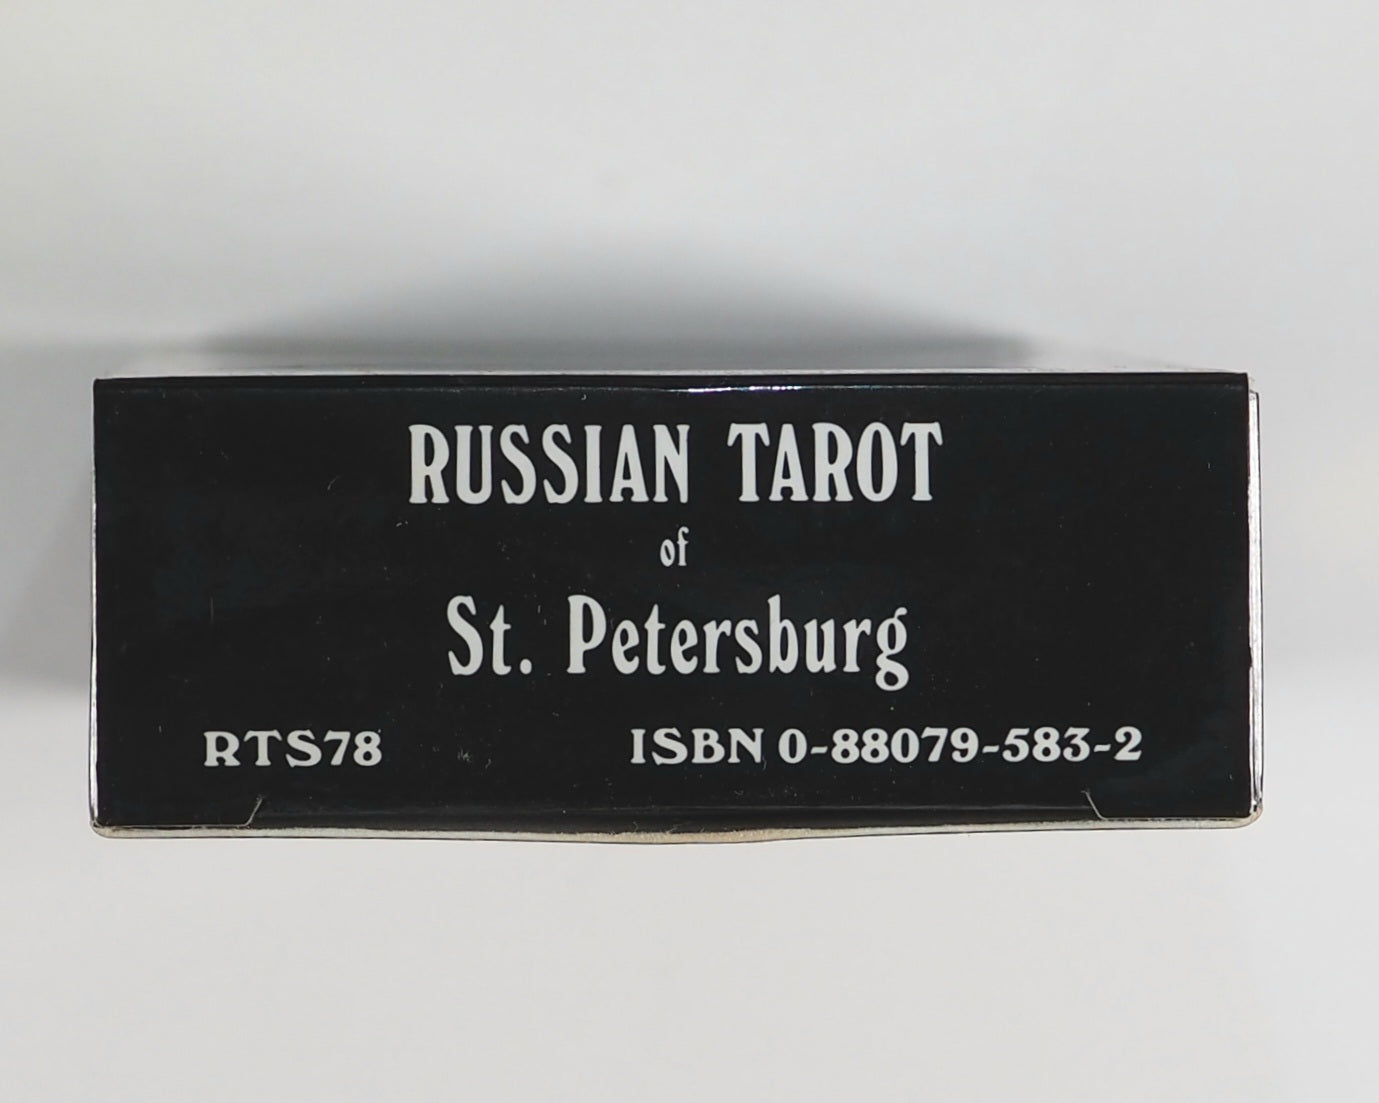 RUSSIAN TAROT
of
St. Petersburg
RTS78 ISBN 0-88079-583-2